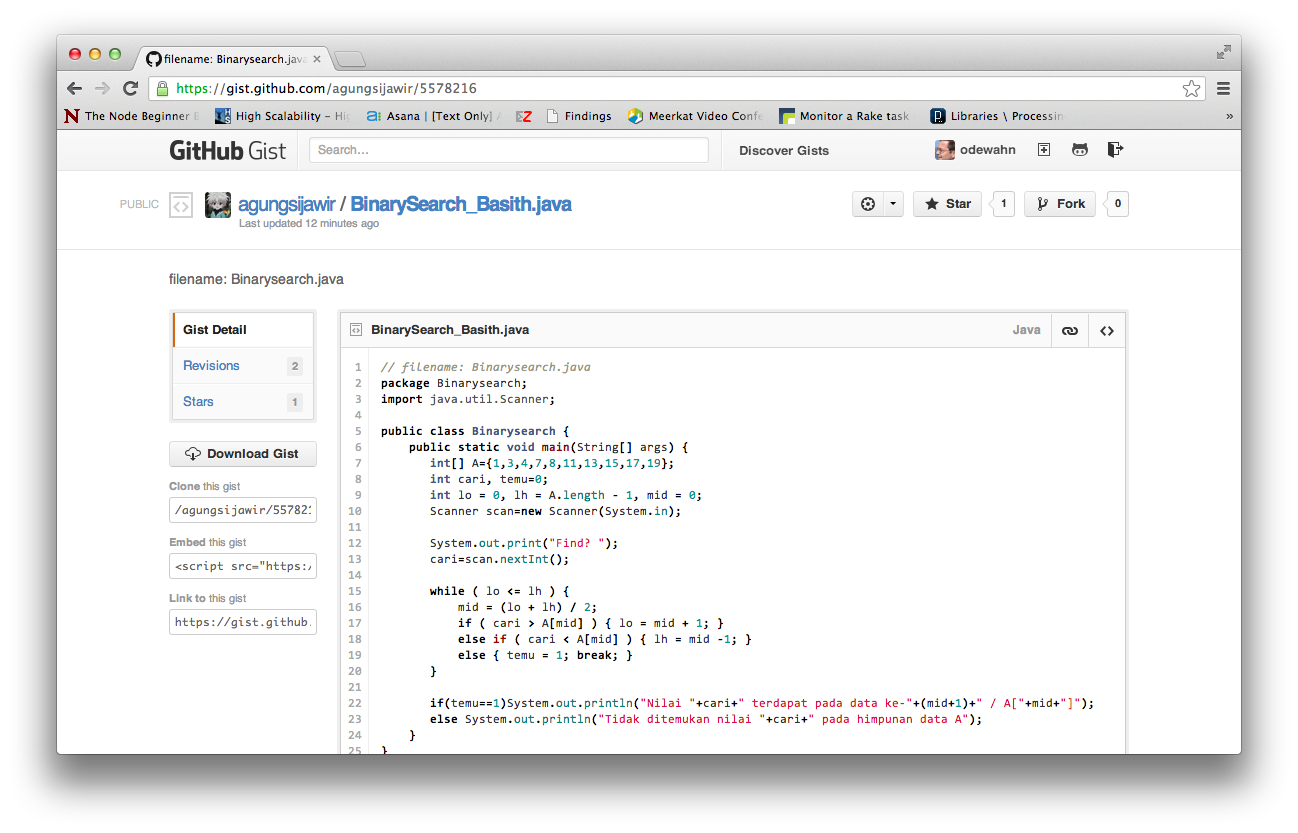 filename: Binarysearch.java
https://gist.github.com/agungsijawir/5578216
The Node Beginner High Scalability – Hig Asana | [Text Only] EZ Findings Meerkat Video Confe Monitor a Rake task Libraries \ Processin »
GitHub Gist Search... Discover Gists odewahn
PUBLIC agungsijawir / BinarySearch_Basith.java Star 1 Fork 0
Last updated 12 minutes ago
filename: Binarysearch.java
Gist Detail
Revisions 2
Stars 1
Download Gist
Clone this gist
/agungsijawir/55782
Embed this gist
<script src="https:/
Link to this gist
https://gist.github.
BinarySearch_Basith.java Java
1 // filename: Binarysearch.java
2 package Binarysearch;
3 import java.util.Scanner;
4
5 public class Binarysearch {
6 public static void main(String[] args) {
7 int[] A={1,3,4,7,8,11,13,15,17,19};
8 int cari, temu=0;
9 int lo = 0, lh = A.length - 1, mid = 0;
10 Scanner scan=new Scanner(System.in);
11
12 System.out.print("Find? ");
13 cari=scan.nextInt();
14
15 while ( lo <= lh ) {
16 mid = (lo + lh) / 2;
17 if ( cari > A[mid] ) { lo = mid + 1; }
18 else if ( cari < A[mid] ) { lh = mid -1; }
19 else { temu = 1; break; }
20 }
21
22 if(temu==1)System.out.println("Nilai "+cari+" terdapat pada data ke-"+(mid+1)+" / A["+mid+"]");
23 else System.out.println("Tidak ditemukan nilai "+cari+" pada himpunan data A");
24 }
25 }